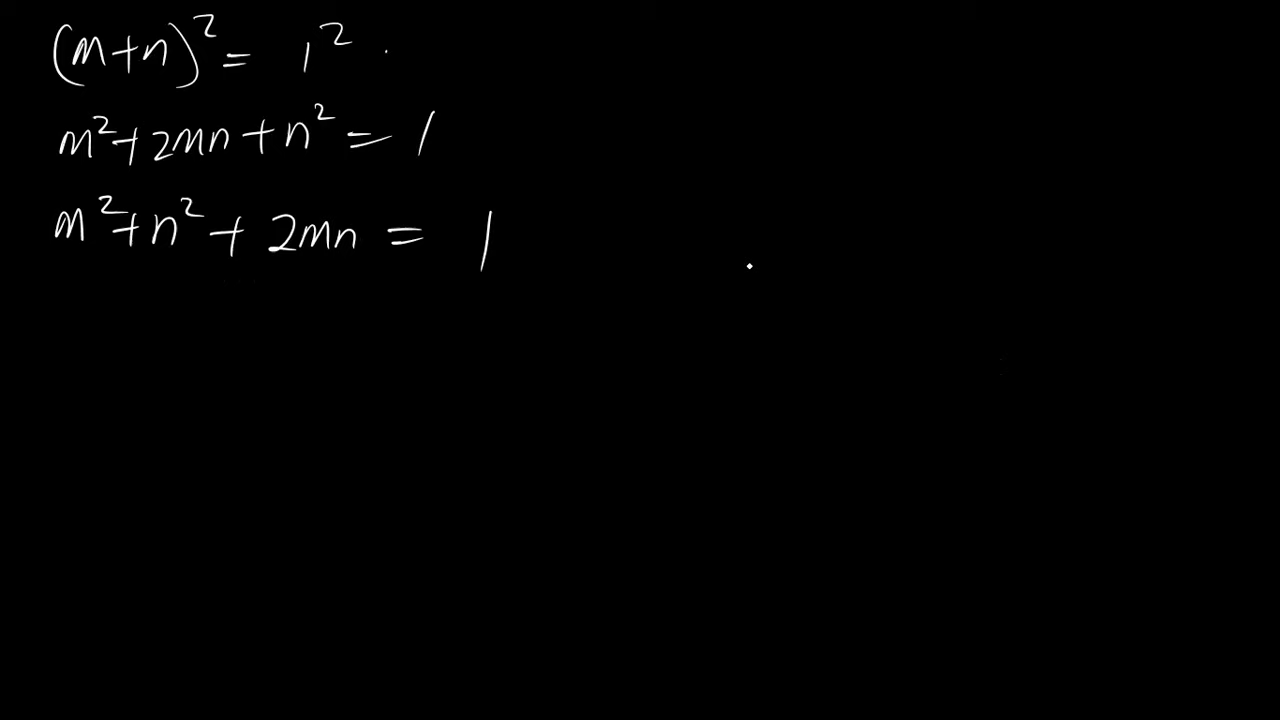 (m+n)² = 1²
m²+2mn+n² = 1
m²+n²+2mn = 1